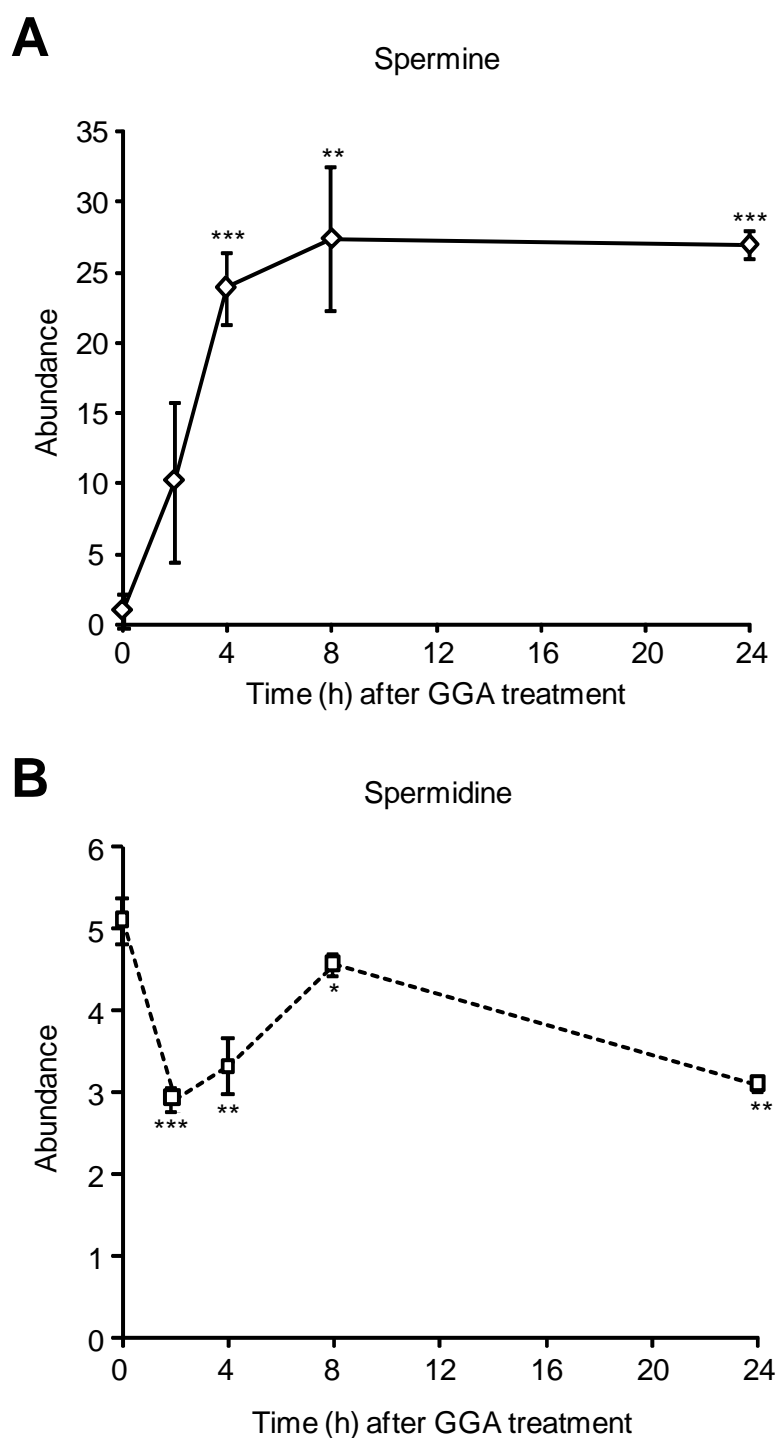 A
Spermine
35
30
25
20
15
10
5
0
Abundance
***
**
***
0 4 8 12 16 20 24
Time (h) after GGA treatment
B
Spermidine
6
5
4
3
2
1
0
Abundance
***
**
*
**
0 4 8 12 16 20 24
Time (h) after GGA treatment